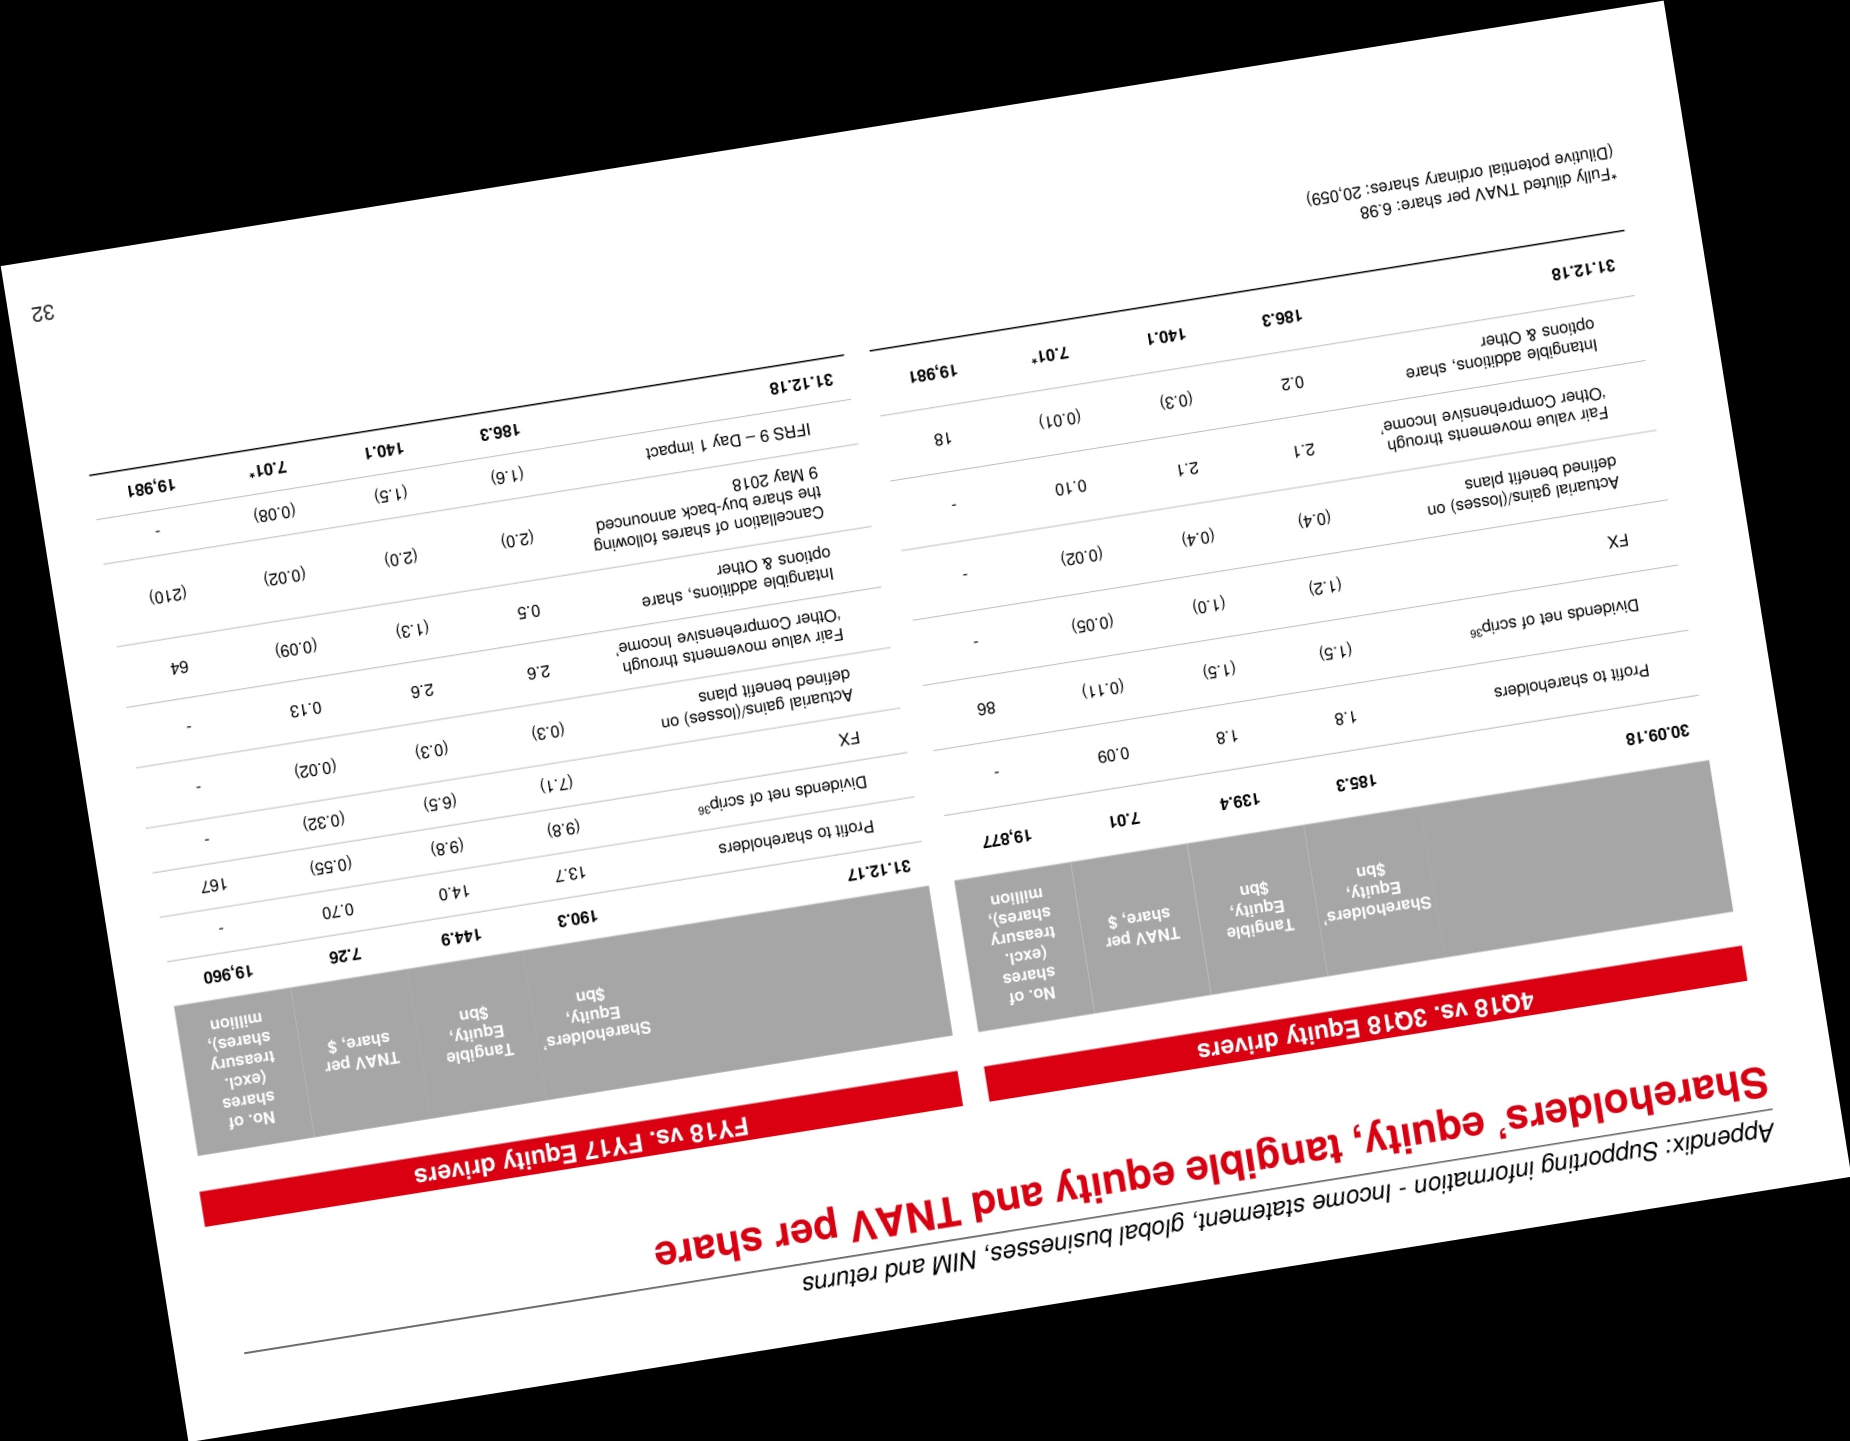 Appendix: Supporting information - Income statement, global businesses, NIM and returns
Shareholders’ equity, tangible equity and TNAV per share
4Q18 vs. 3Q18 Equity drivers
Shareholders’ Equity, $bn Tangible Equity, $bn TNAV per share, $ No. of shares (excl. treasury shares), million
30.09.18 185.3 139.4 7.01 19,877
Profit to shareholders 1.8 1.8 0.09 -
Dividends net of scrip36 (1.5) (1.5) (0.11) 86
FX (1.2) (1.0) (0.05) -
Actuarial gains/(losses) on
defined benefit plans (0.4) (0.4) (0.02) -
Fair value movements through
‘Other Comprehensive Income’ 2.1 2.1 0.10 -
Intangible additions, share
options & Other 0.2 (0.3) (0.01) 18
31.12.18 186.3 140.1 7.01* 19,981
*Fully diluted TNAV per share: 6.98
(Dilutive potential ordinary shares: 20,059)
FY18 vs. FY17 Equity drivers
Shareholders’ Equity, $bn Tangible Equity, $bn TNAV per share, $ No. of shares (excl. treasury shares), million
31.12.17 190.3 144.9 7.26 19,960
Profit to shareholders 13.7 14.0 0.70 -
Dividends net of scrip36 (9.8) (9.8) (0.55) 167
FX (7.1) (6.5) (0.32) -
Actuarial gains/(losses) on
defined benefit plans (0.3) (0.3) (0.02) -
Fair value movements through
‘Other Comprehensive Income’ 2.6 2.6 0.13 -
Intangible additions, share
options & Other 0.5 (1.3) (0.09) 64
Cancellation of shares following
the share buy-back announced
9 May 2018 (2.0) (2.0) (0.02) (210)
IFRS 9 – Day 1 impact (1.6) (1.5) (0.08) -
31.12.18 186.3 140.1 7.01* 19,981
32